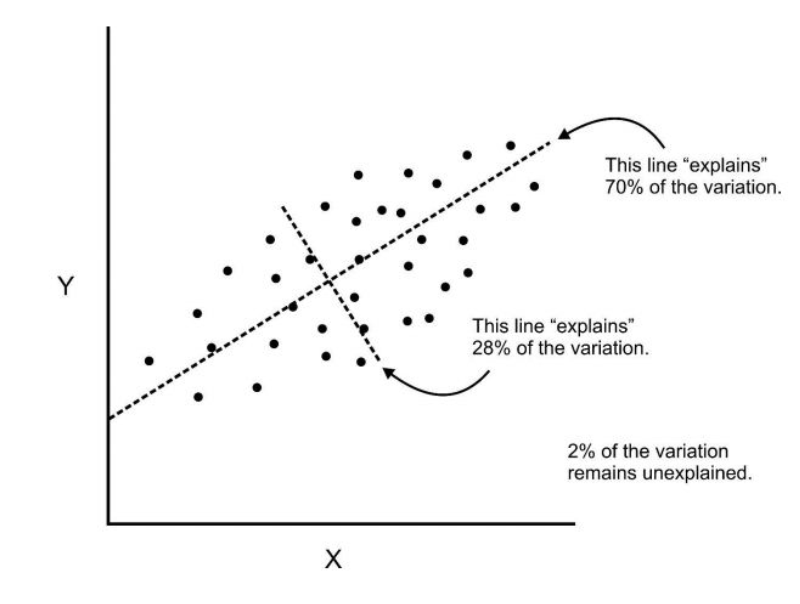 This line “explains”
70% of the variation.
Y
This line “explains”
28% of the variation.
2% of the variation
remains unexplained.
X